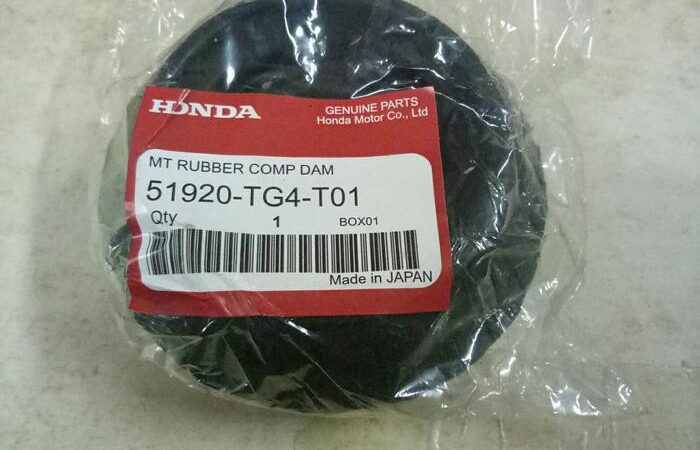 HONDA
GENUINE PARTS
Honda Motor Co., Ltd
MT RUBBER COMP DAM
51920-TG4-T01
Qty 1 BOX01
Made in JAPAN